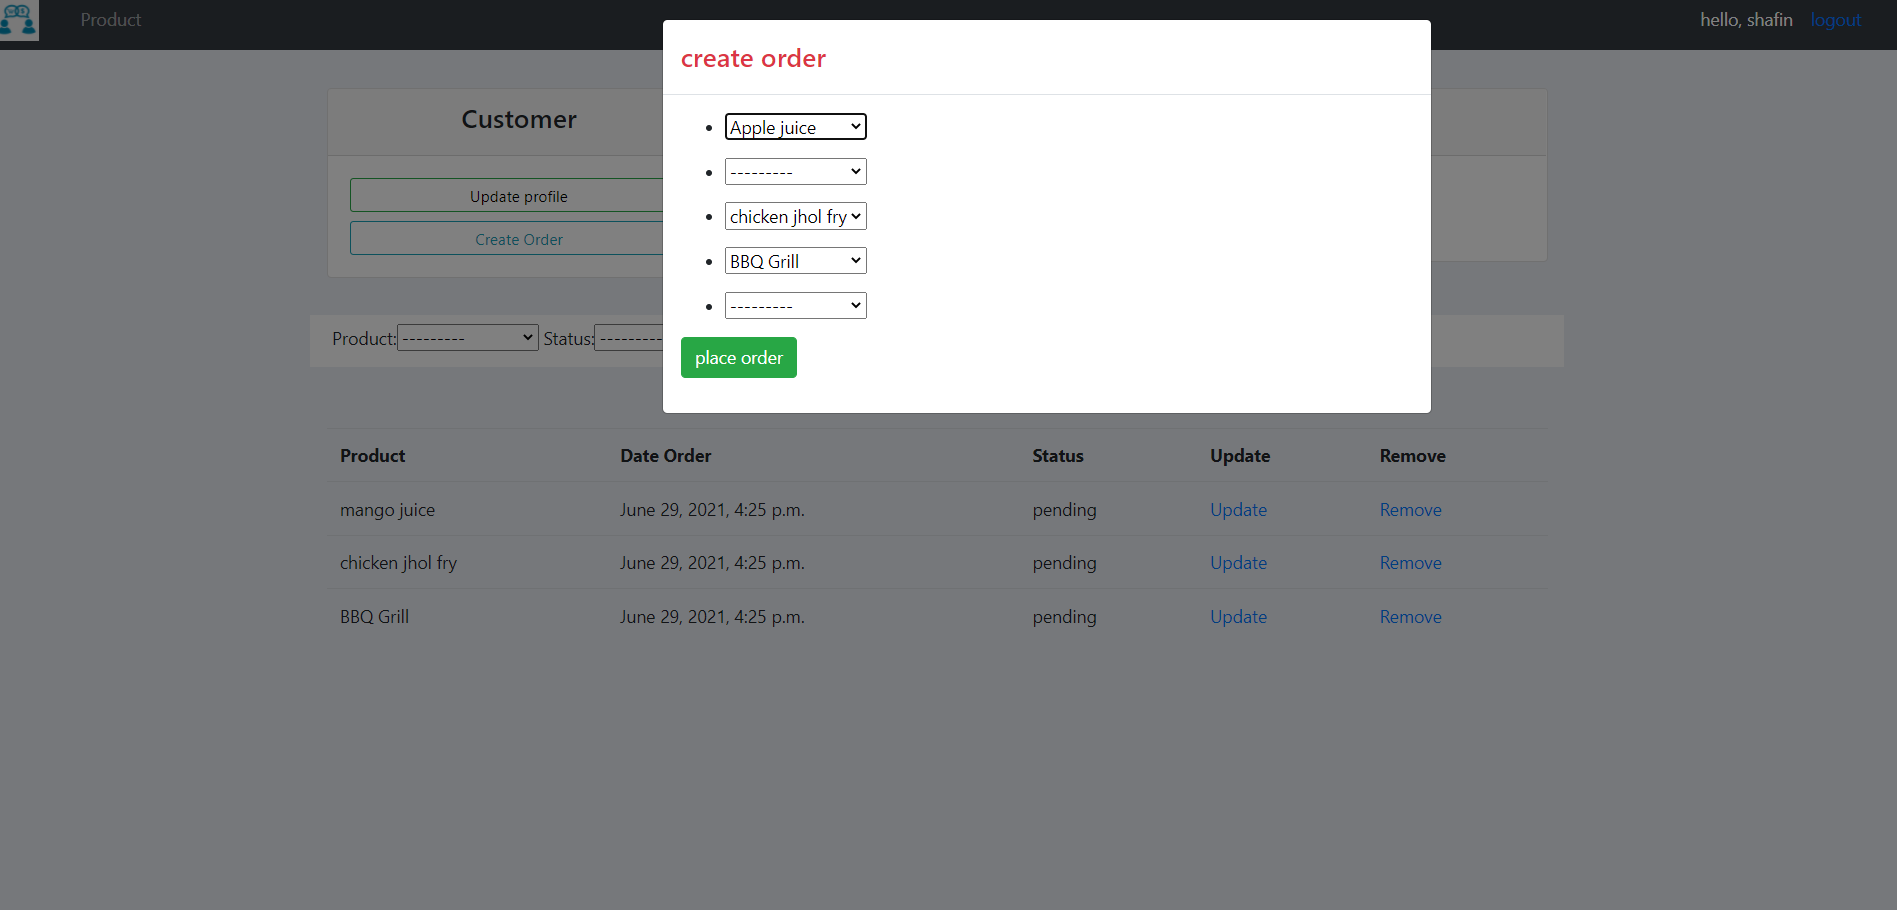 Product
hello, shafin logout
create order
Customer
Apple juice
---------
Update profile
chicken jhol fry
Create Order
BBQ Grill
---------
Product: --------- Status: ---------
place order
Product Date Order Status Update Remove
mango juice June 29, 2021, 4:25 p.m. pending Update Remove
chicken jhol fry June 29, 2021, 4:25 p.m. pending Update Remove
BBQ Grill June 29, 2021, 4:25 p.m. pending Update Remove